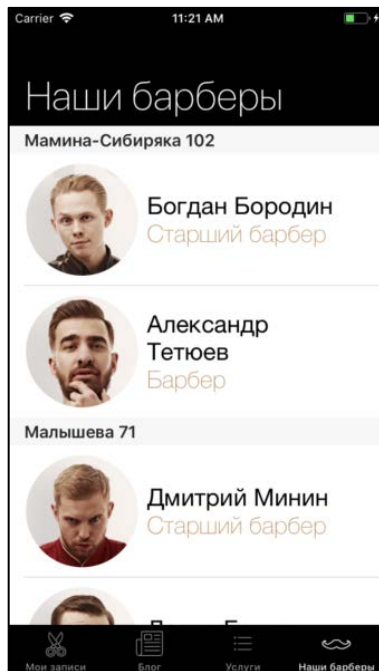 Carrier 11:21 AM
Наши барберы
Мамина-Сибиряка 102
Богдан Бородин
Старший барбер
Александр
Тетюев
Барбер
Малышева 71
Дмитрий Минин
Старший барбер
Мои записи Блог Услуги Наши барберы